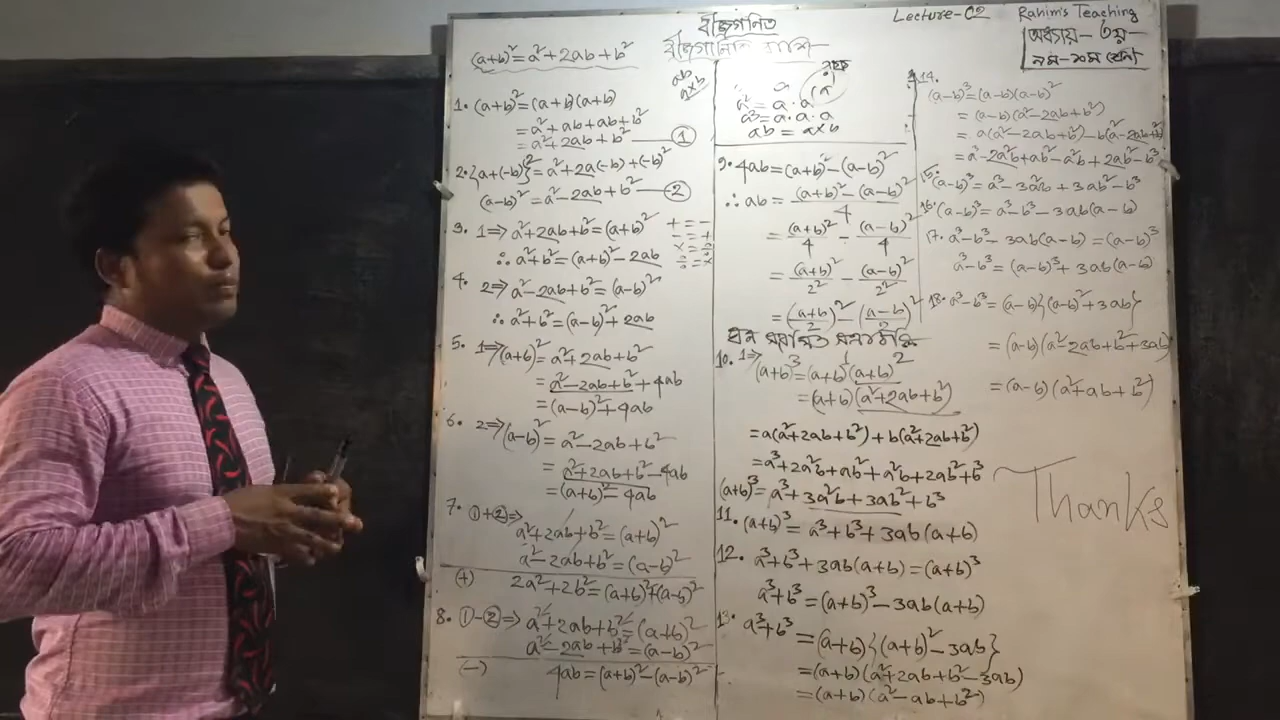 বীজগণিত
Lecture-02 Rahim's Teaching
অধ্যায়- ৩য়-
(a+b)² = a²+2ab+b²
ab
a×b
1. (a+b)² = (a+b)(a+b)
= a²+ab+ab+b²
= a²+2ab+b² — ①
2. {a+(-b)}² = a²+2a(-b)+(-b)²
(a-b)² = a²-2ab+b² — ②
3. 1⇒ a²+2ab+b² = (a+b)²
∴ a²+b² = (a+b)²-2ab
+ = -
- = +
× = ÷
÷ = ×
4. 2⇒ a²-2ab+b² = (a-b)²
∴ a²+b² = (a-b)²+2ab
5. 1⇒ (a+b)² = a²+2ab+b²
= a²-2ab+b²+4ab
= (a-b)²+4ab
6. 2⇒ (a-b)² = a²-2ab+b²
= a²+2ab+b²-4ab
= (a+b)²-4ab
7. ①+②⇒
a²+2ab+b² = (a+b)²
a²-2ab+b² = (a-b)²
(+) 2a²+2b² = (a+b)²+(a-b)²
8. ①-②⇒ a²+2ab+b² = (a+b)²
a²-2ab+b² = (a-b)²
(-) 4ab = (a+b)²-(a-b)²
a² = a·a
a³ = a·a·a
ab = a×b
9. 4ab = (a+b)²-(a-b)²
∴ ab = (a+b)²-(a-b)² / 4
= (a+b)²/4 - (a-b)²/4
= (a+b)²/2² - (a-b)²/2²
= (a+b/2)² - (a-b/2)²
10. 1⇒ (a+b)³ = (a+b)¹(a+b)²
= (a+b)(a²+2ab+b²)
= a(a²+2ab+b²)+b(a²+2ab+b²)
= a³+2a²b+ab²+a²b+2ab²+b³
(a+b)³ = a³+3a²b+3ab²+b³
11. (a+b)³ = a³+b³+3ab(a+b)
12. a³+b³+3ab(a+b) = (a+b)³
a³+b³ = (a+b)³-3ab(a+b)
13. a³+b³ = (a+b){(a+b)²-3ab}
= (a+b)(a²+2ab+b²-3ab)
= (a+b)(a²-ab+b²)
14.
(a-b)³ = (a-b)(a-b)²
= (a-b)(a²-2ab+b²)
= a(a²-2ab+b²)-b(a²-2ab+b²)
= a³-2a²b+ab²-a²b+2ab²-b³
15. (a-b)³ = a³-3a²b+3ab²-b³
16. (a-b)³ = a³-b³-3ab(a-b)
17. a³-b³-3ab(a-b) = (a-b)³
a³-b³ = (a-b)³+3ab(a-b)
18. a³-b³ = (a-b){(a-b)²+3ab}
= (a-b)(a²2ab+b²+3ab)
= (a-b)(a²+ab+b²)
Thanks